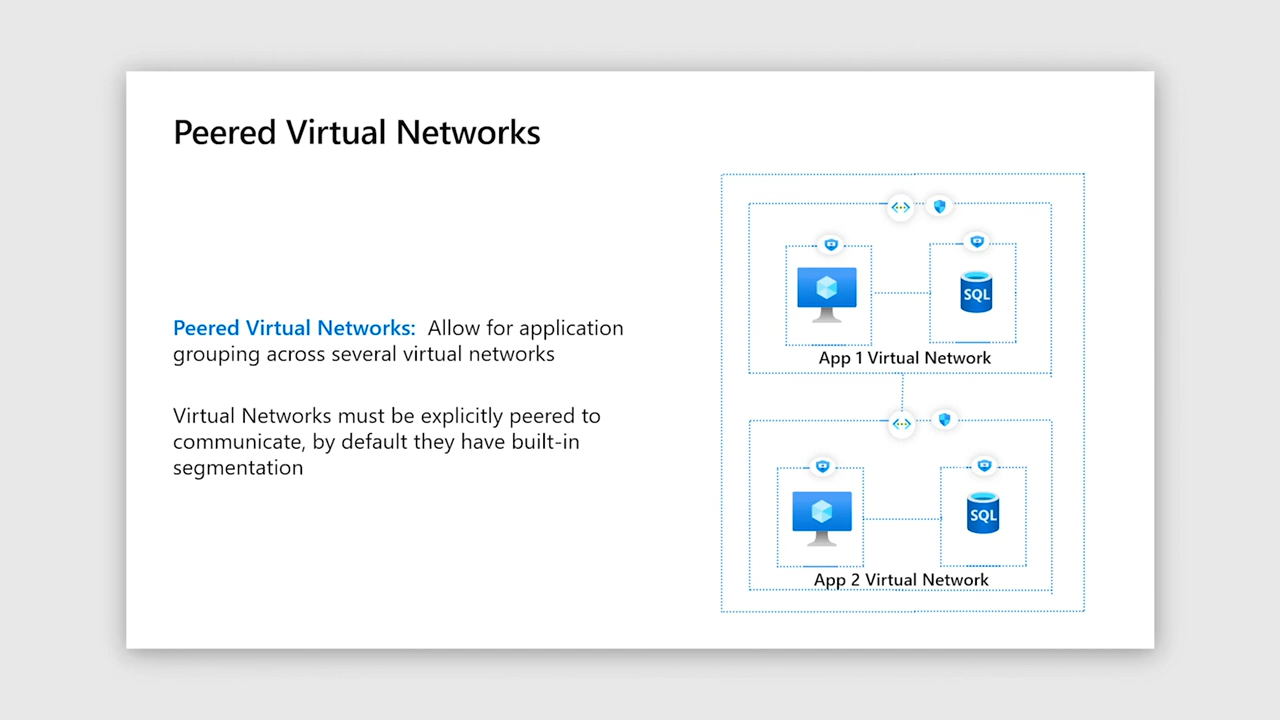 Peered Virtual Networks
Peered Virtual Networks: Allow for application
grouping across several virtual networks
Virtual Networks must be explicitly peered to
communicate, by default they have built-in
segmentation
SQL
App 1 Virtual Network
SQL
App 2 Virtual Network